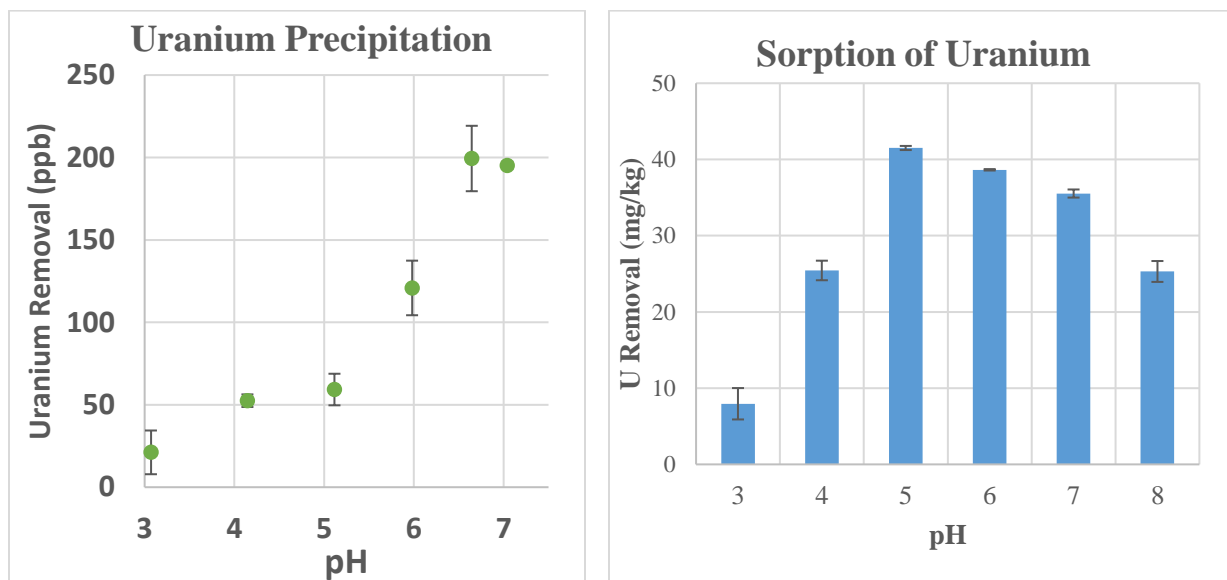 Uranium Precipitation
Uranium Removal (ppb)
250
200
150
100
50
0
3 4 5 6 7
pH
Sorption of Uranium
U Removal (mg/kg)
50
40
30
20
10
0
3 4 5 6 7 8
pH